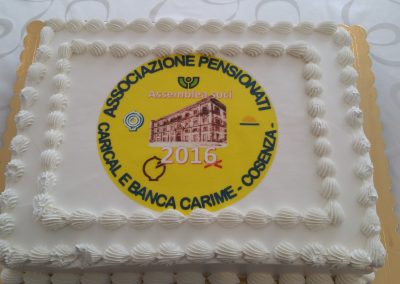 ASSOCIAZIONE PENSIONATI
CARICAL E BANCA CARIME - COSENZA -
Assemblea soci
2016